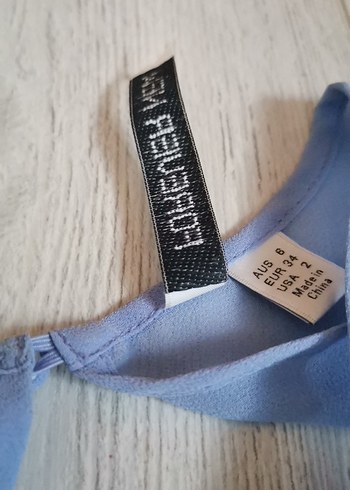 FOREVER NEW
AUS 6
EUR 34
USA 2
Made in
China